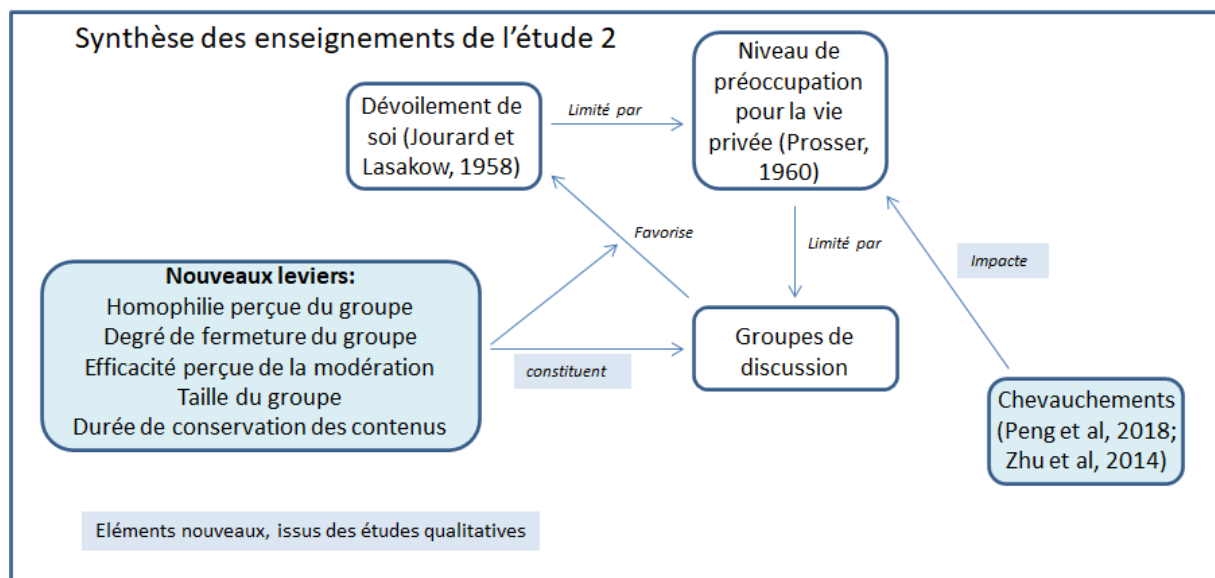 Synthèse des enseignements de l'étude 2
Dévoilement de
soi (Jourard et
Lasakow, 1958)
Limité par
Niveau de
préoccupation
pour la vie
privée (Prosser,
1960)
Favorise
Limité par
Impacte
Nouveaux leviers:
Homophilie perçue du groupe
Degré de fermeture du groupe
Efficacité perçue de la modération
Taille du groupe
Durée de conservation des contenus
constituent
Groupes de
discussion
Chevauchements
(Peng et al, 2018;
Zhu et al, 2014)
Eléments nouveaux, issus des études qualitatives